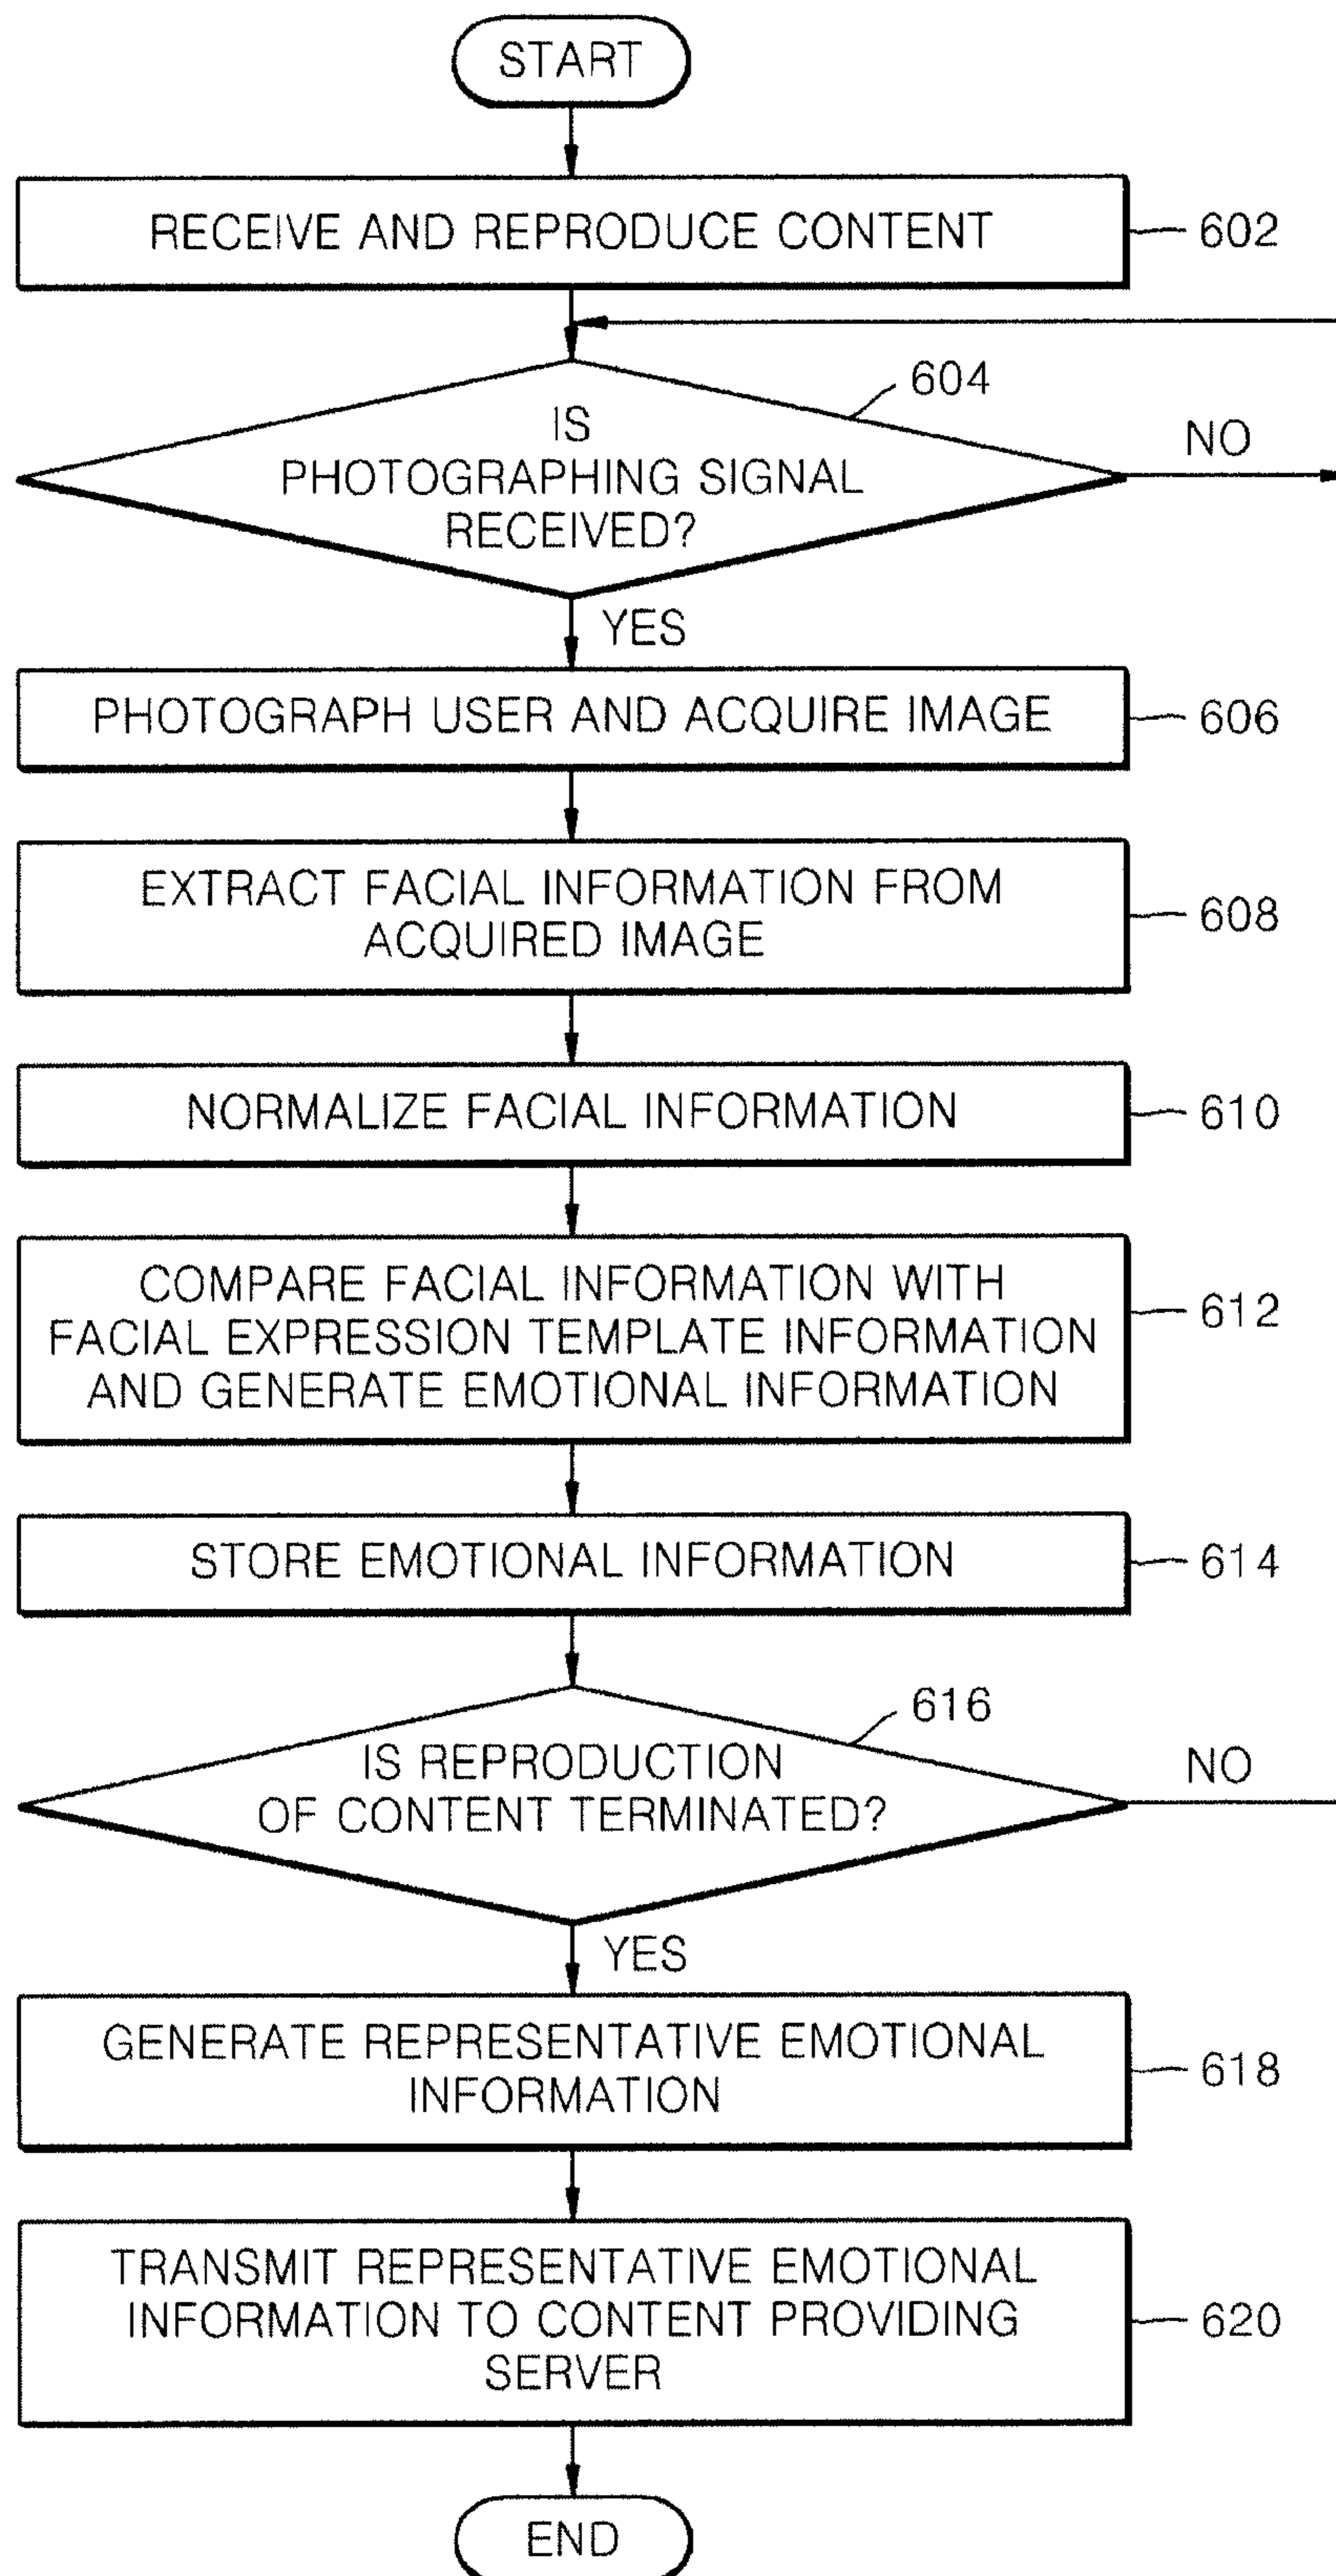 START
RECEIVE AND REPRODUCE CONTENT
602
604
IS
PHOTOGRAPHING SIGNAL
RECEIVED?
NO
YES
PHOTOGRAPH USER AND ACQUIRE IMAGE
606
EXTRACT FACIAL INFORMATION FROM
ACQUIRED IMAGE
608
NORMALIZE FACIAL INFORMATION
610
COMPARE FACIAL INFORMATION WITH
FACIAL EXPRESSION TEMPLATE INFORMATION
AND GENERATE EMOTIONAL INFORMATION
612
STORE EMOTIONAL INFORMATION
614
616
IS REPRODUCTION
OF CONTENT TERMINATED?
NO
YES
GENERATE REPRESENTATIVE EMOTIONAL
INFORMATION
618
TRANSMIT REPRESENTATIVE EMOTIONAL
INFORMATION TO CONTENT PROVIDING
SERVER
620
END